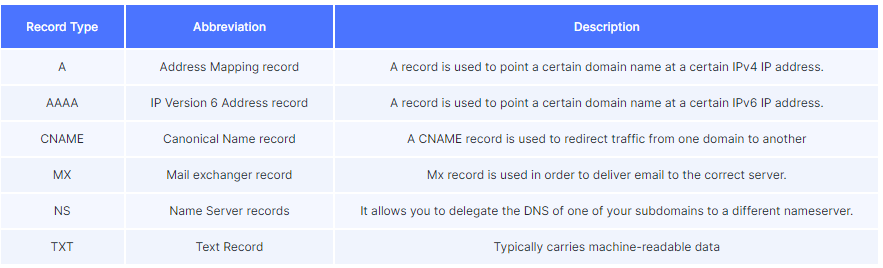 Record Type Abbreviation Description
A Address Mapping record A record is used to point a certain domain name at a certain IPv4 IP address.
AAAA IP Version 6 Address record A record is used to point a certain domain name at a certain IPv6 IP address.
CNAME Canonical Name record A CNAME record is used to redirect traffic from one domain to another
MX Mail exchanger record Mx record is used in order to deliver email to the correct server.
NS Name Server records It allows you to delegate the DNS of one of your subdomains to a different nameserver.
TXT Text Record Typically carries machine-readable data